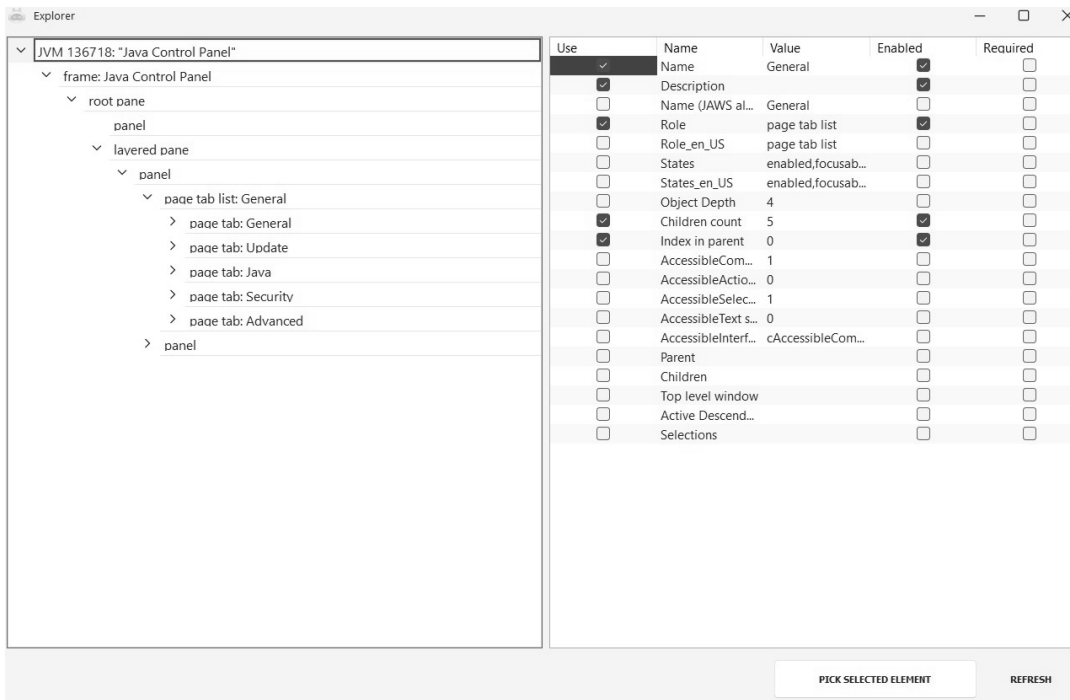 Explorer
JVM 136718: "Java Control Panel"
frame: Java Control Panel
root pane
panel
layered pane
panel
page tab list: General
page tab: General
page tab: Update
page tab: Java
page tab: Security
page tab: Advanced
panel
Use Name Value Enabled Required
Name General
Description
Name (JAWS al... General
Role page tab list
Role_en_US page tab list
States enabled,focusab...
States_en_US enabled,focusab...
Object Depth 4
Children count 5
Index in parent 0
AccessibleCom... 1
AccessibleActio... 0
AccessibleSelec... 1
AccessibleText s... 0
AccessibleInterf... cAccessibleCom...
Parent
Children
Top level window
Active Descend...
Selections
PICK SELECTED ELEMENT REFRESH